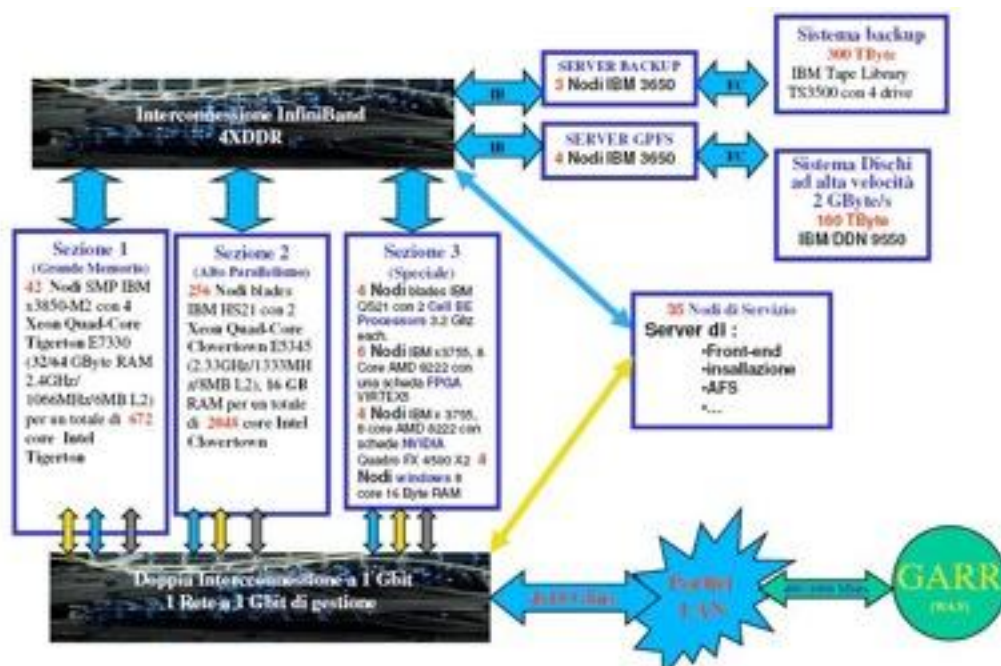 Interconnessione InfiniBand
4XDDR
IB
IB
SERVER BACKUP
3 Nodi IBM 3650
SERVER GPFS
4 Nodi IBM 3650
FC
FC
Sistema backup
300 TByte
IBM Tape Library
TS3500 con 4 drive
Sistema Dischi
ad alta velocità
2 GByte/s
160 TByte
IBM DDN 9550
Sezione 1
(Grande Memoria)
42 Nodi SMP IBM
x3850-M2 con 4
Xeon Quad-Core
Tigerton E7330
(32/64 GByte RAM
2.4GHz/
1066MHz/6MB L2)
per un totale di 672
core Intel
Tigerton
Sezione 2
(Alto Parallelismo)
256 Nodi blades
IBM HS21 con 2
Xeon Quad-Core
Clovertown E5345
(2.33GHz/1333MH
z/8MB L2), 16 GB
RAM per un totale
di 2048 core Intel
Clovertown
Sezione 3
(Speciale)
4 Nodi blades IBM
QS21 con 2 Cell BE
Processors 3.2 Ghz
each.
6 Nodi IBM x3755, 8
Core AMD 8222 con
una scheda FPGA
VIRTEX5
4 Nodi IBM x 3755,
8 core AMD 8222 con
schede NVIDIA
Quadro FX 4500 X2 4
Nodi windows 8
core 16 Byte RAM
35 Nodi di Servizio
Server di :
•Front-end
•insallazione
•AFS
•...
Doppia Intercconnessione a 1 Gbit
1 Rete a 1 Gbit di gestione
Portici
LAN
GARR
(WAN)